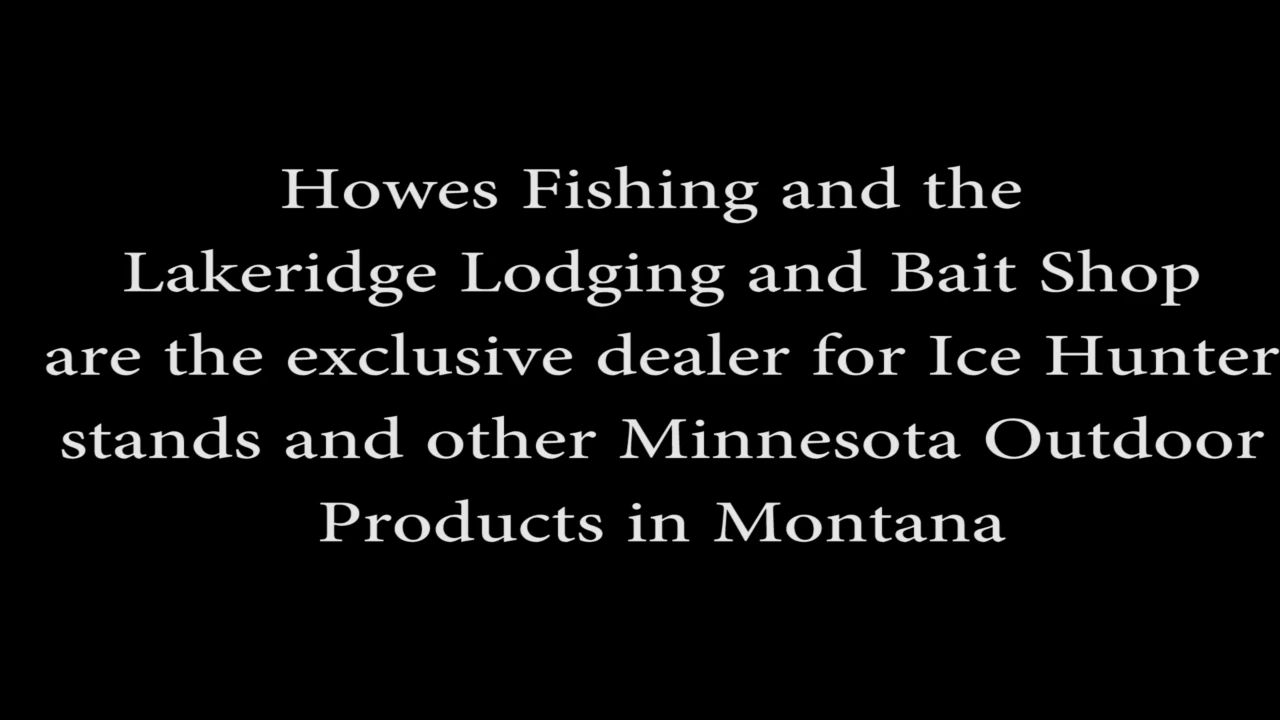 Howes Fishing and the
Lakeridge Lodging and Bait Shop
are the exclusive dealer for Ice Hunter
stands and other Minnesota Outdoor
Products in Montana